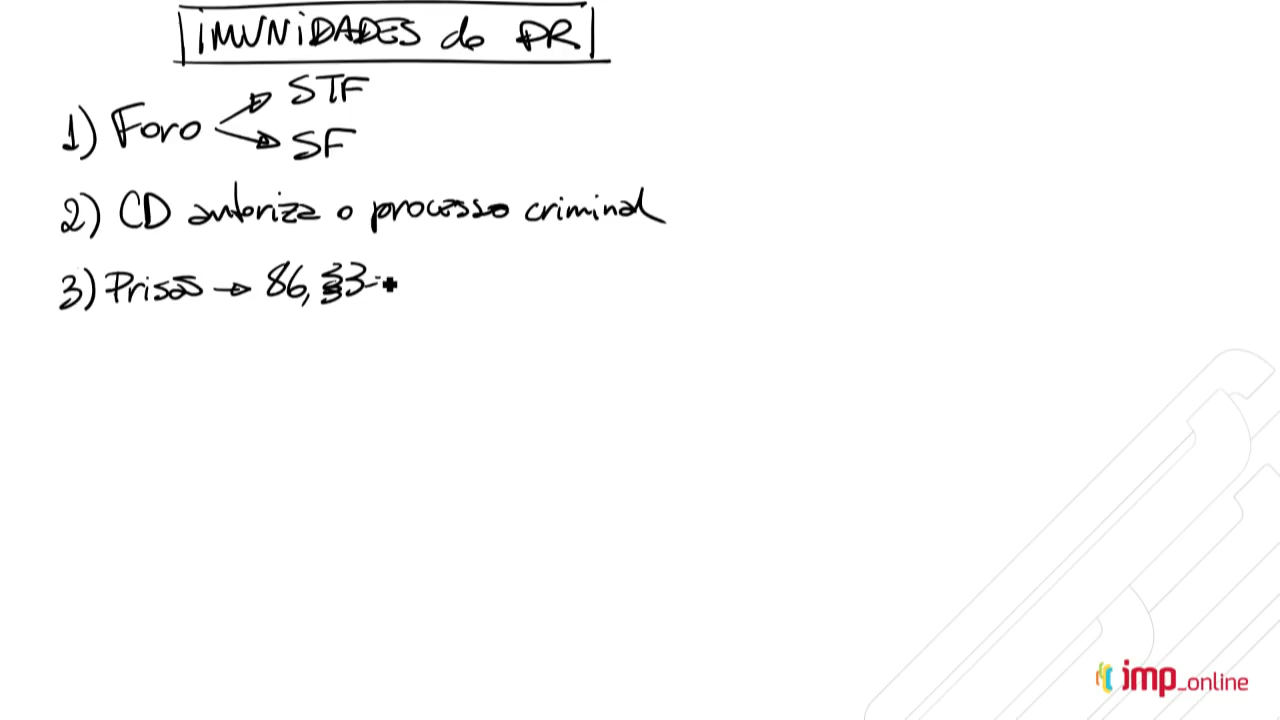 IMUNIDADES do PR
1) Foro
STF
SF
2) CD autoriza o processo criminal
3) Prisão → 86, §3-
imp_online